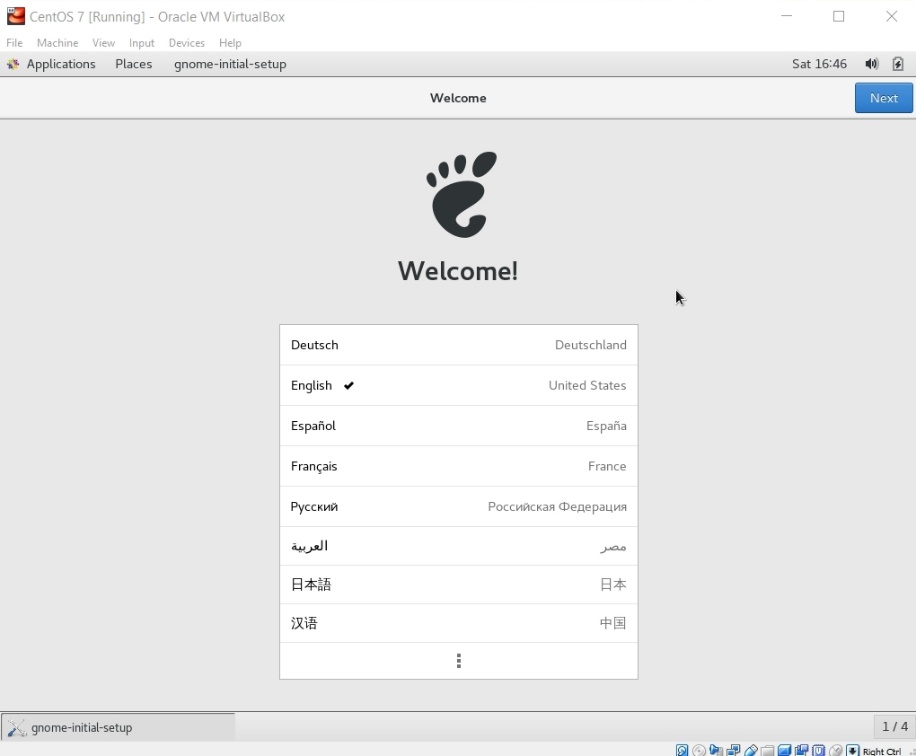 CentOS 7 [Running] - Oracle VM VirtualBox
File Machine View Input Devices Help
Applications Places gnome-initial-setup Sat 16:46
Welcome Next
Welcome!
Deutsch Deutschland
English United States
Español España
Français France
Русский Российская Федерация
العربية مصر
日本語 日本
汉语 中国
gnome-initial-setup 1 / 4
Right Ctrl